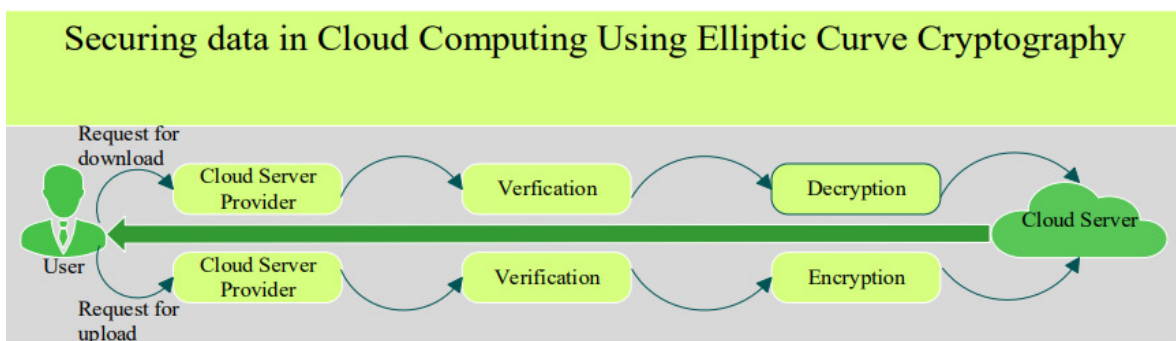 Securing data in Cloud Computing Using Elliptic Curve Cryptography
Request for
download
Cloud Server
Provider
Verfication
Decryption
Cloud Server
User
Cloud Server
Provider
Verification
Encryption
Request for
upload